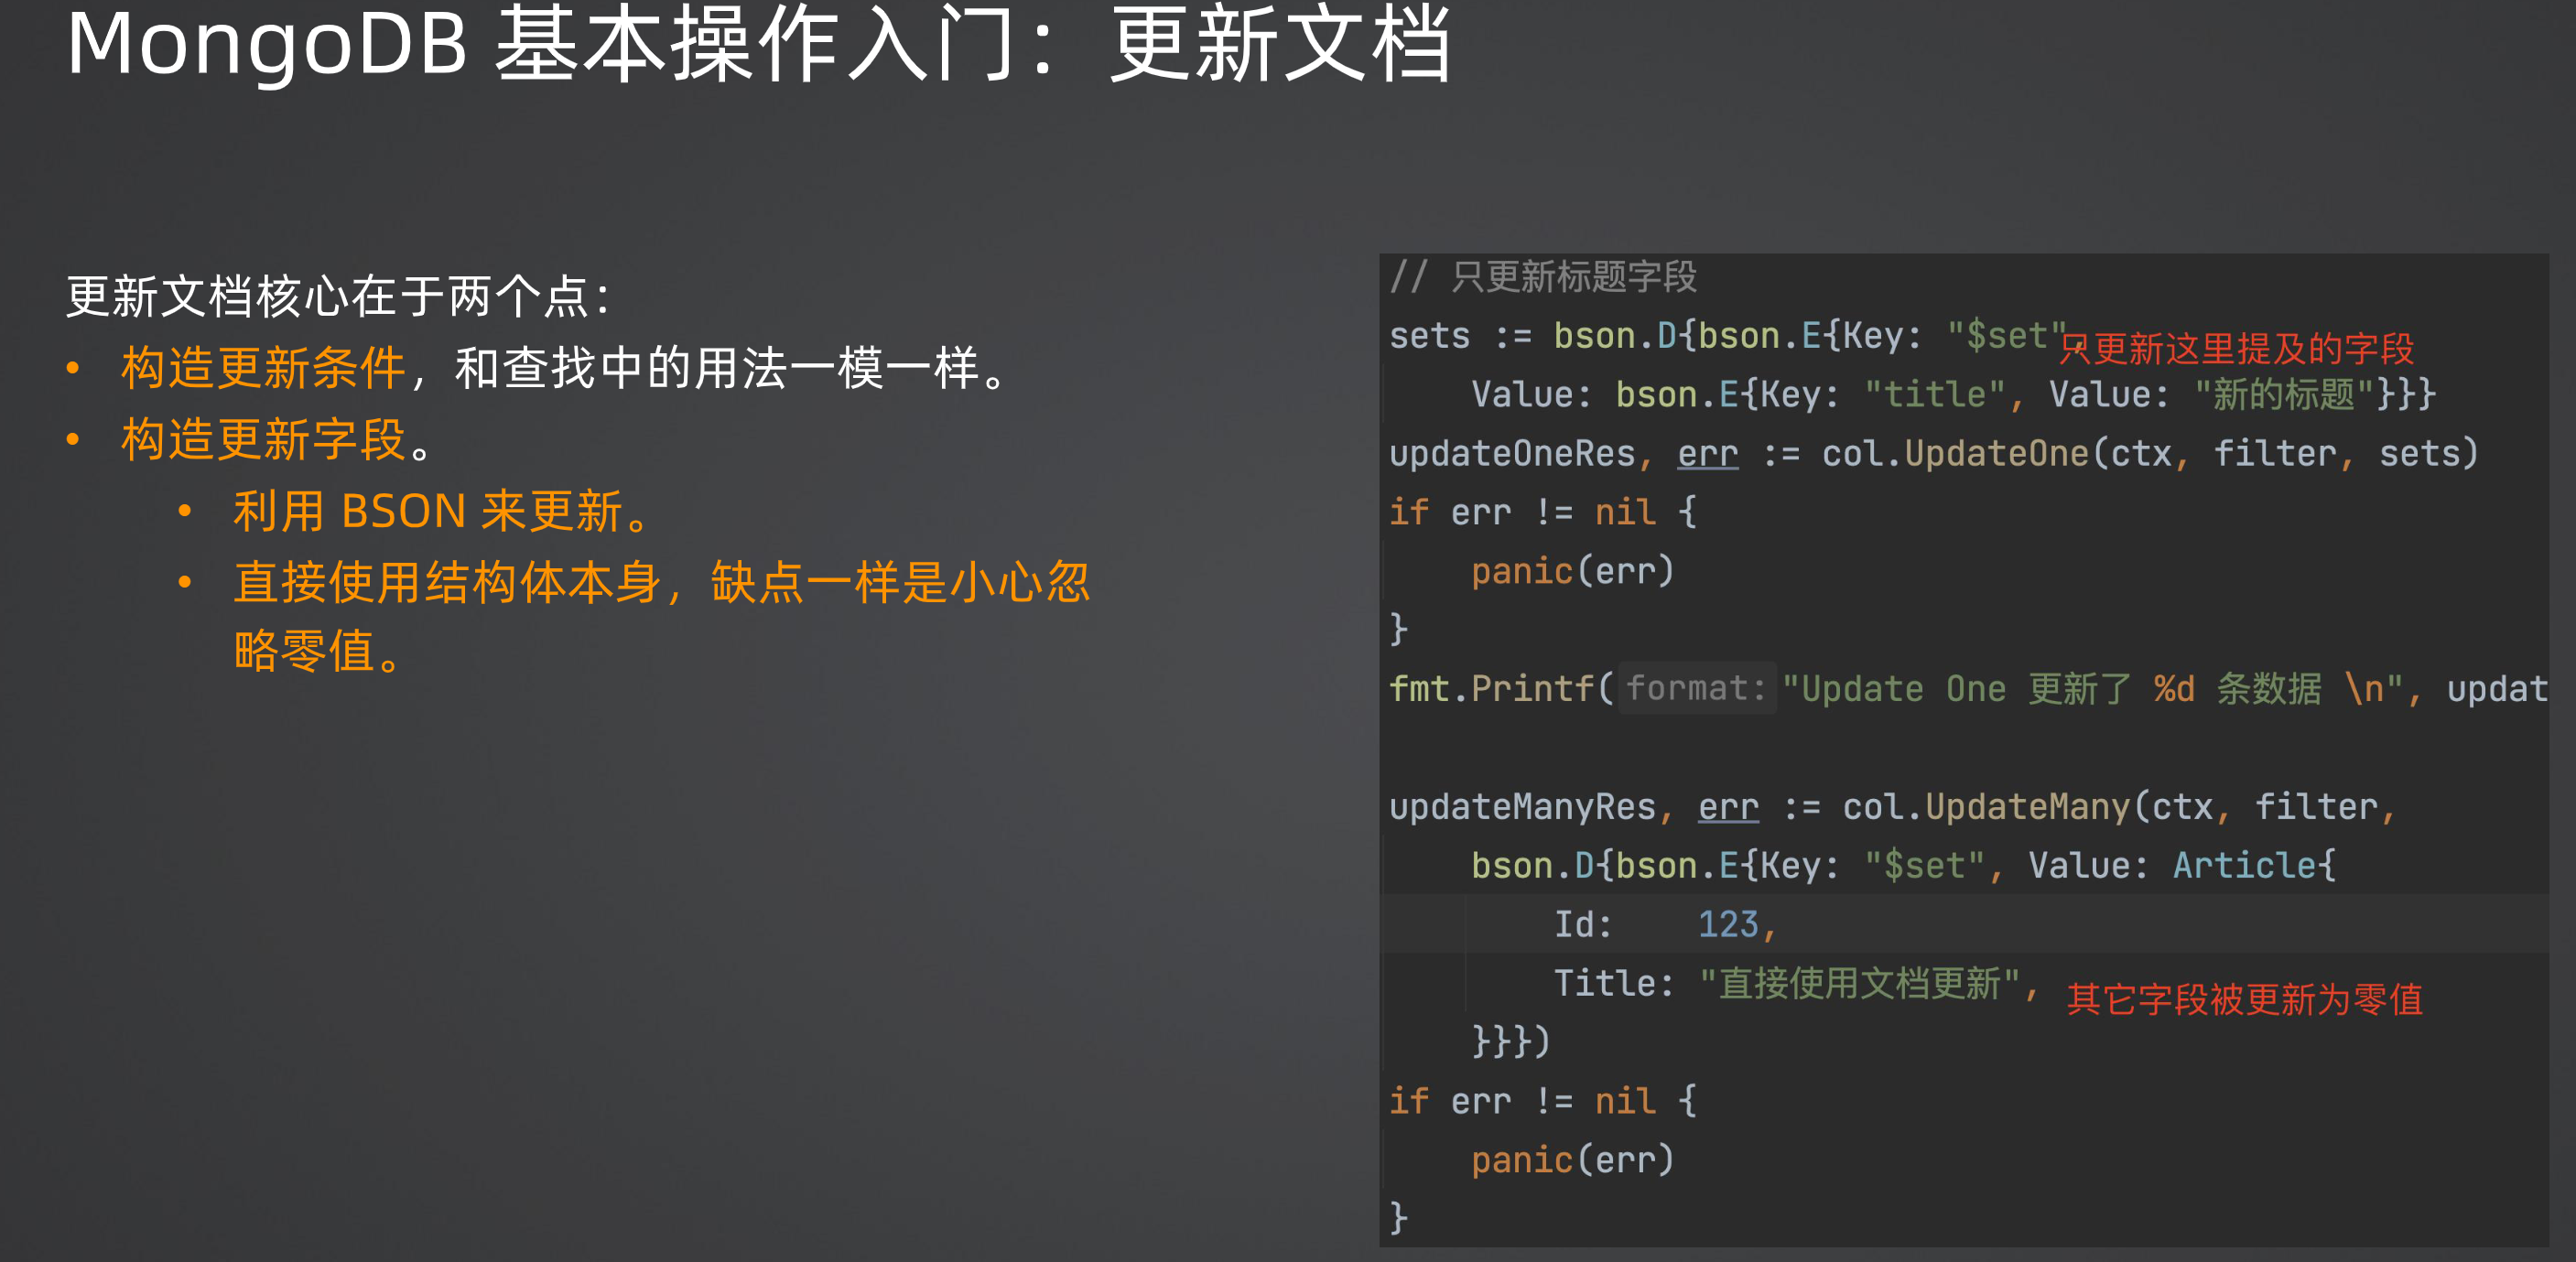 MongoDB 基本操作入门：更新文档
更新文档核心在于两个点：
• 构造更新条件，和查找中的用法一模一样。
• 构造更新字段。
• 利用 BSON 来更新。
• 直接使用结构体本身，缺点一样是小心忽
略零值。
// 只更新标题字段
sets := bson.D{bson.E{Key: "$set",
只更新这里提及的字段
Value: bson.E{Key: "title", Value: "新的标题"}}}
updateOneRes, err := col.UpdateOne(ctx, filter, sets)
if err != nil {
panic(err)
}
fmt.Printf( format: "Update One 更新了 %d 条数据 \n", updat
updateManyRes, err := col.UpdateMany(ctx, filter,
bson.D{bson.E{Key: "$set", Value: Article{
Id: 123,
Title: "直接使用文档更新",
其它字段被更新为零值
}}})
if err != nil {
panic(err)
}